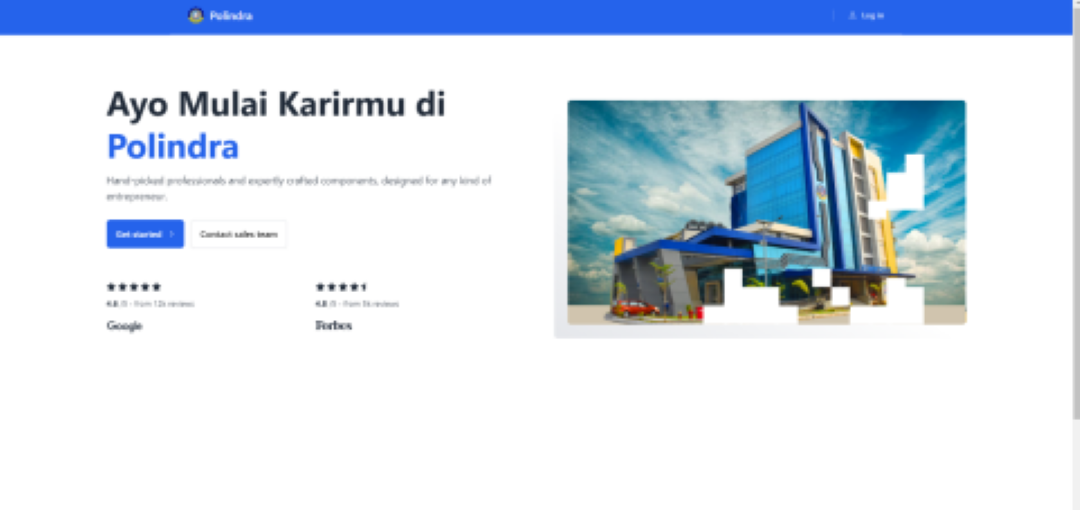 Polindra
Log in
Ayo Mulai Karirmu di
Polindra
Hand-picked professionals and expertly crafted components, designed for any kind of
entrepreneur.
Get started
Contact sales team
4.8 /5 - from 12k reviews
4.8 /5 - from 5k reviews
Google
Forbes